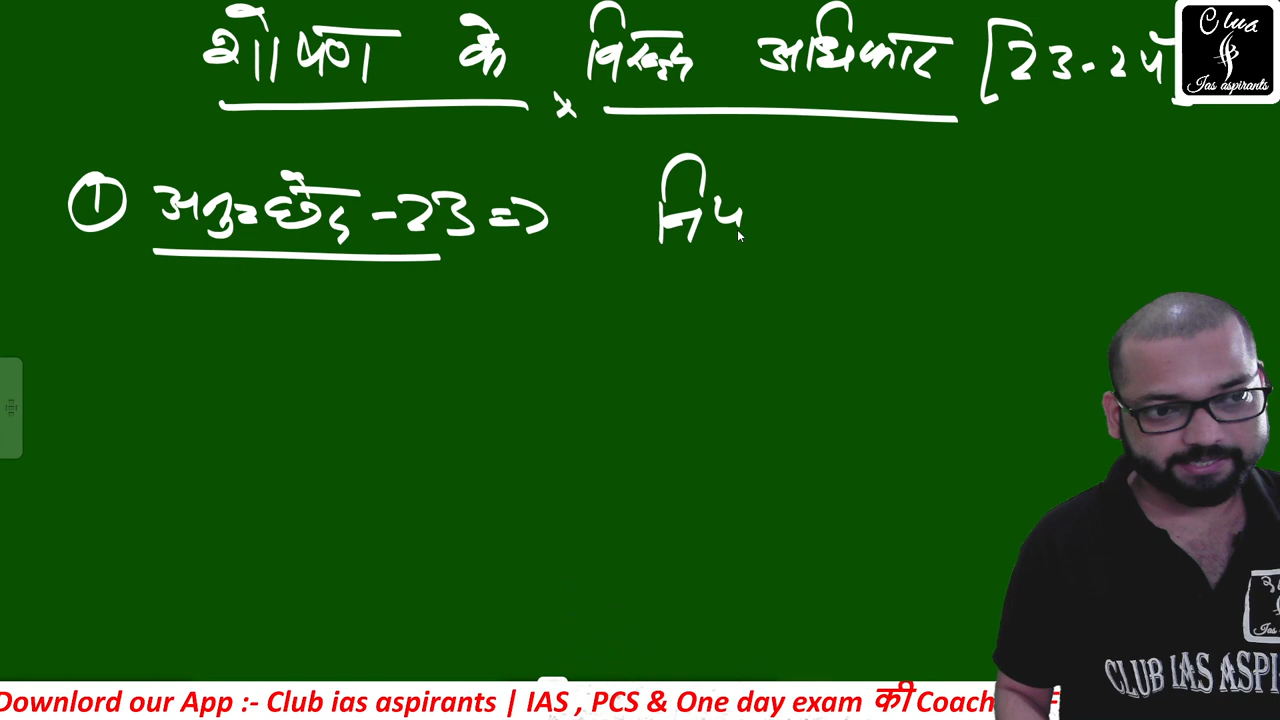 शोषण के विरुद्ध अधिकार [23-24]
Club
Ias aspirants
① अनुच्छेद - 23 =>
CLUB IAS ASPI
Downlord our App :- Club ias aspirants | IAS , PCS & One day exam की Coach